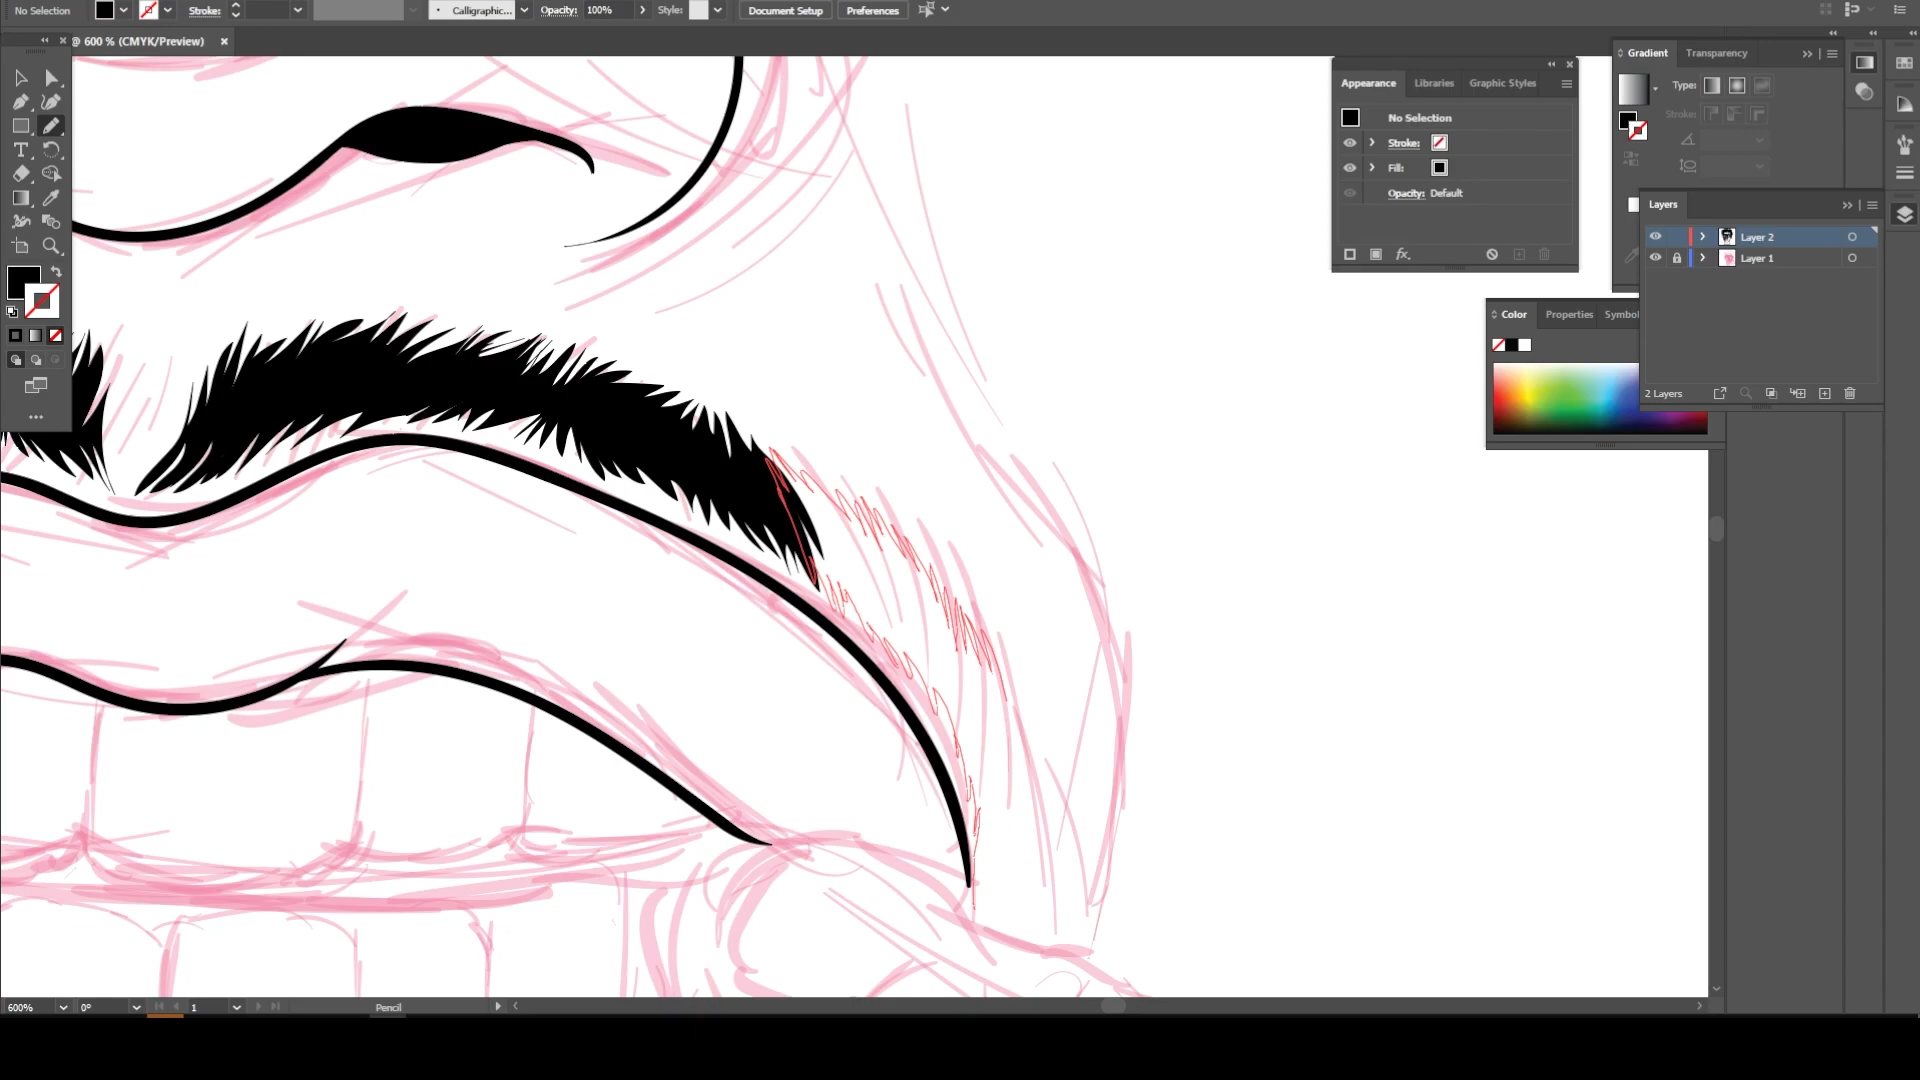 No Selection Stroke: Calligraphic... Opacity: 100% Style: Document Setup Preferences
@ 600 % (CMYK/Preview) ×
Appearance Libraries Graphic Styles
No Selection
Stroke:
Fill:
Opacity: Default
fx.
Gradient Transparency
Type:
Stroke:
Layers
Layer 2
Layer 1
2 Layers
Color Properties Symbol
600% 0° 1 Pencil